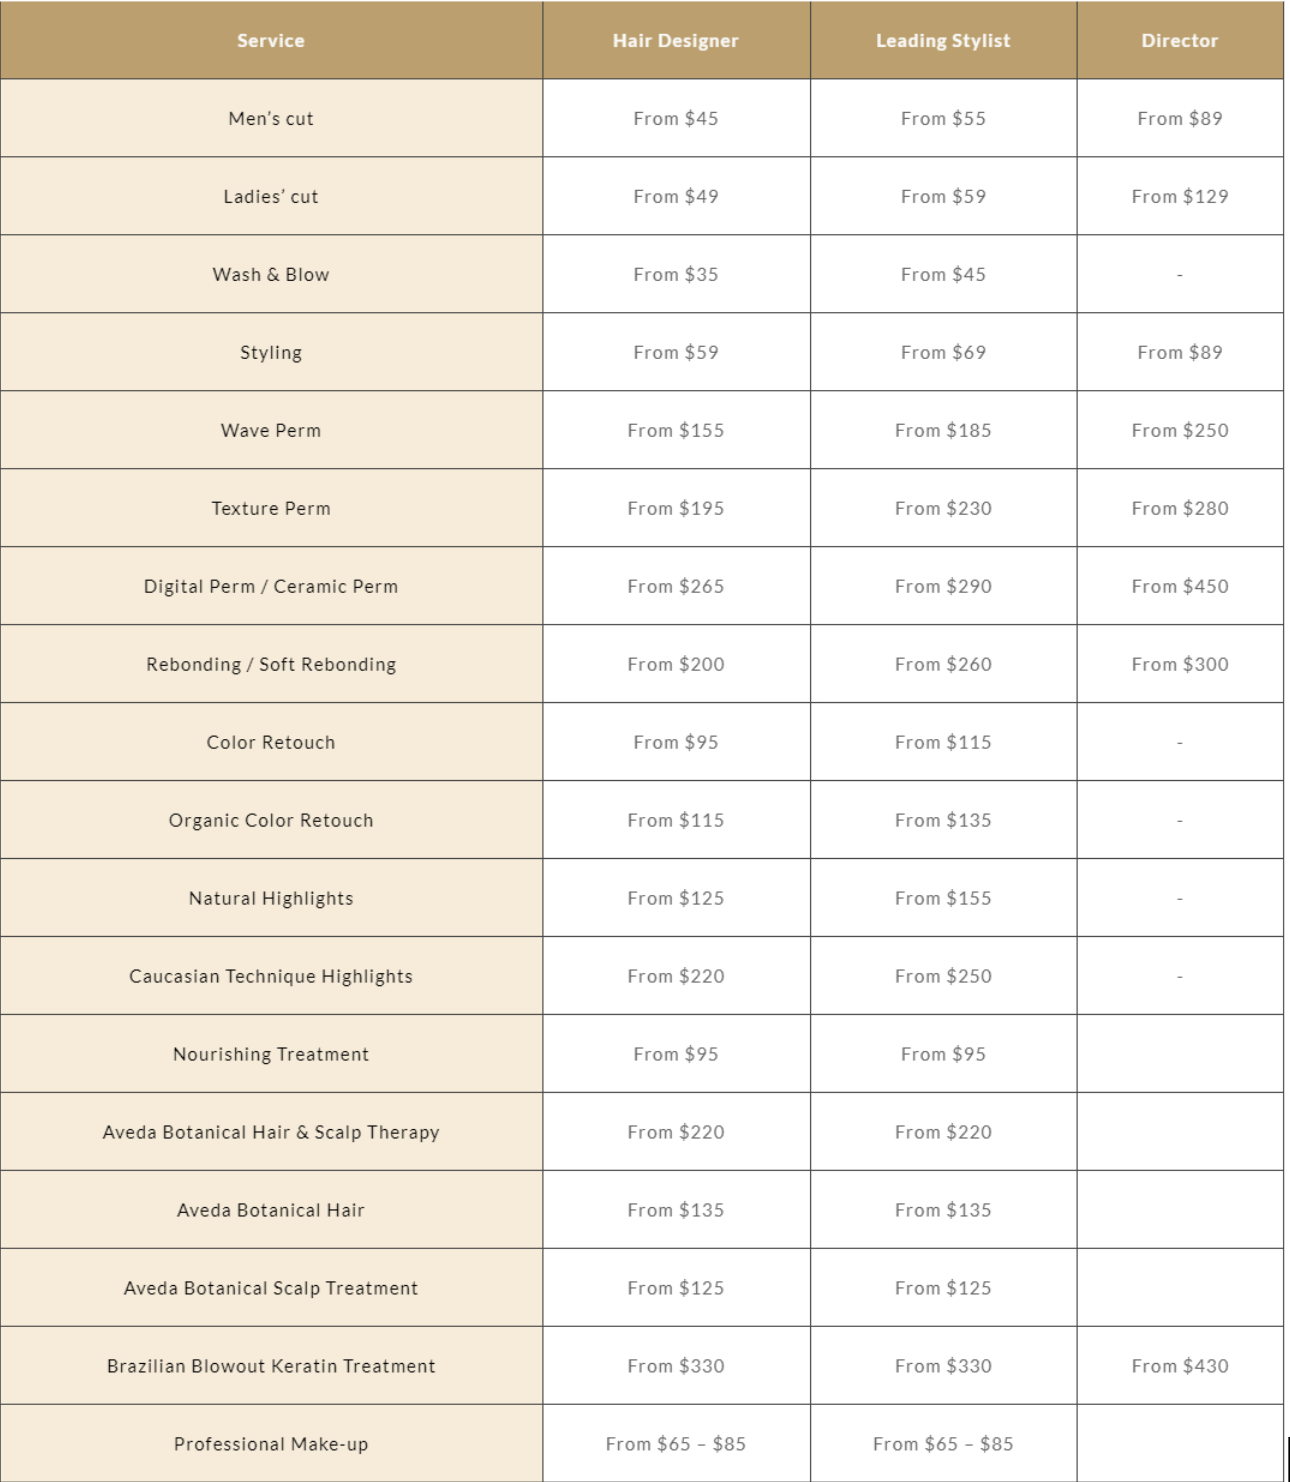 Service Hair Designer Leading Stylist Director
Men’s cut From $45 From $55 From $89
Ladies’ cut From $49 From $59 From $129
Wash & Blow From $35 From $45 -
Styling From $59 From $69 From $89
Wave Perm From $155 From $185 From $250
Texture Perm From $195 From $230 From $280
Digital Perm / Ceramic Perm From $265 From $290 From $450
Rebonding / Soft Rebonding From $200 From $260 From $300
Color Retouch From $95 From $115 -
Organic Color Retouch From $115 From $135 -
Natural Highlights From $125 From $155 -
Caucasian Technique Highlights From $220 From $250 -
Nourishing Treatment From $95 From $95
Aveda Botanical Hair & Scalp Therapy From $220 From $220
Aveda Botanical Hair From $135 From $135
Aveda Botanical Scalp Treatment From $125 From $125
Brazilian Blowout Keratin Treatment From $330 From $330 From $430
Professional Make-up From $65 – $85 From $65 – $85